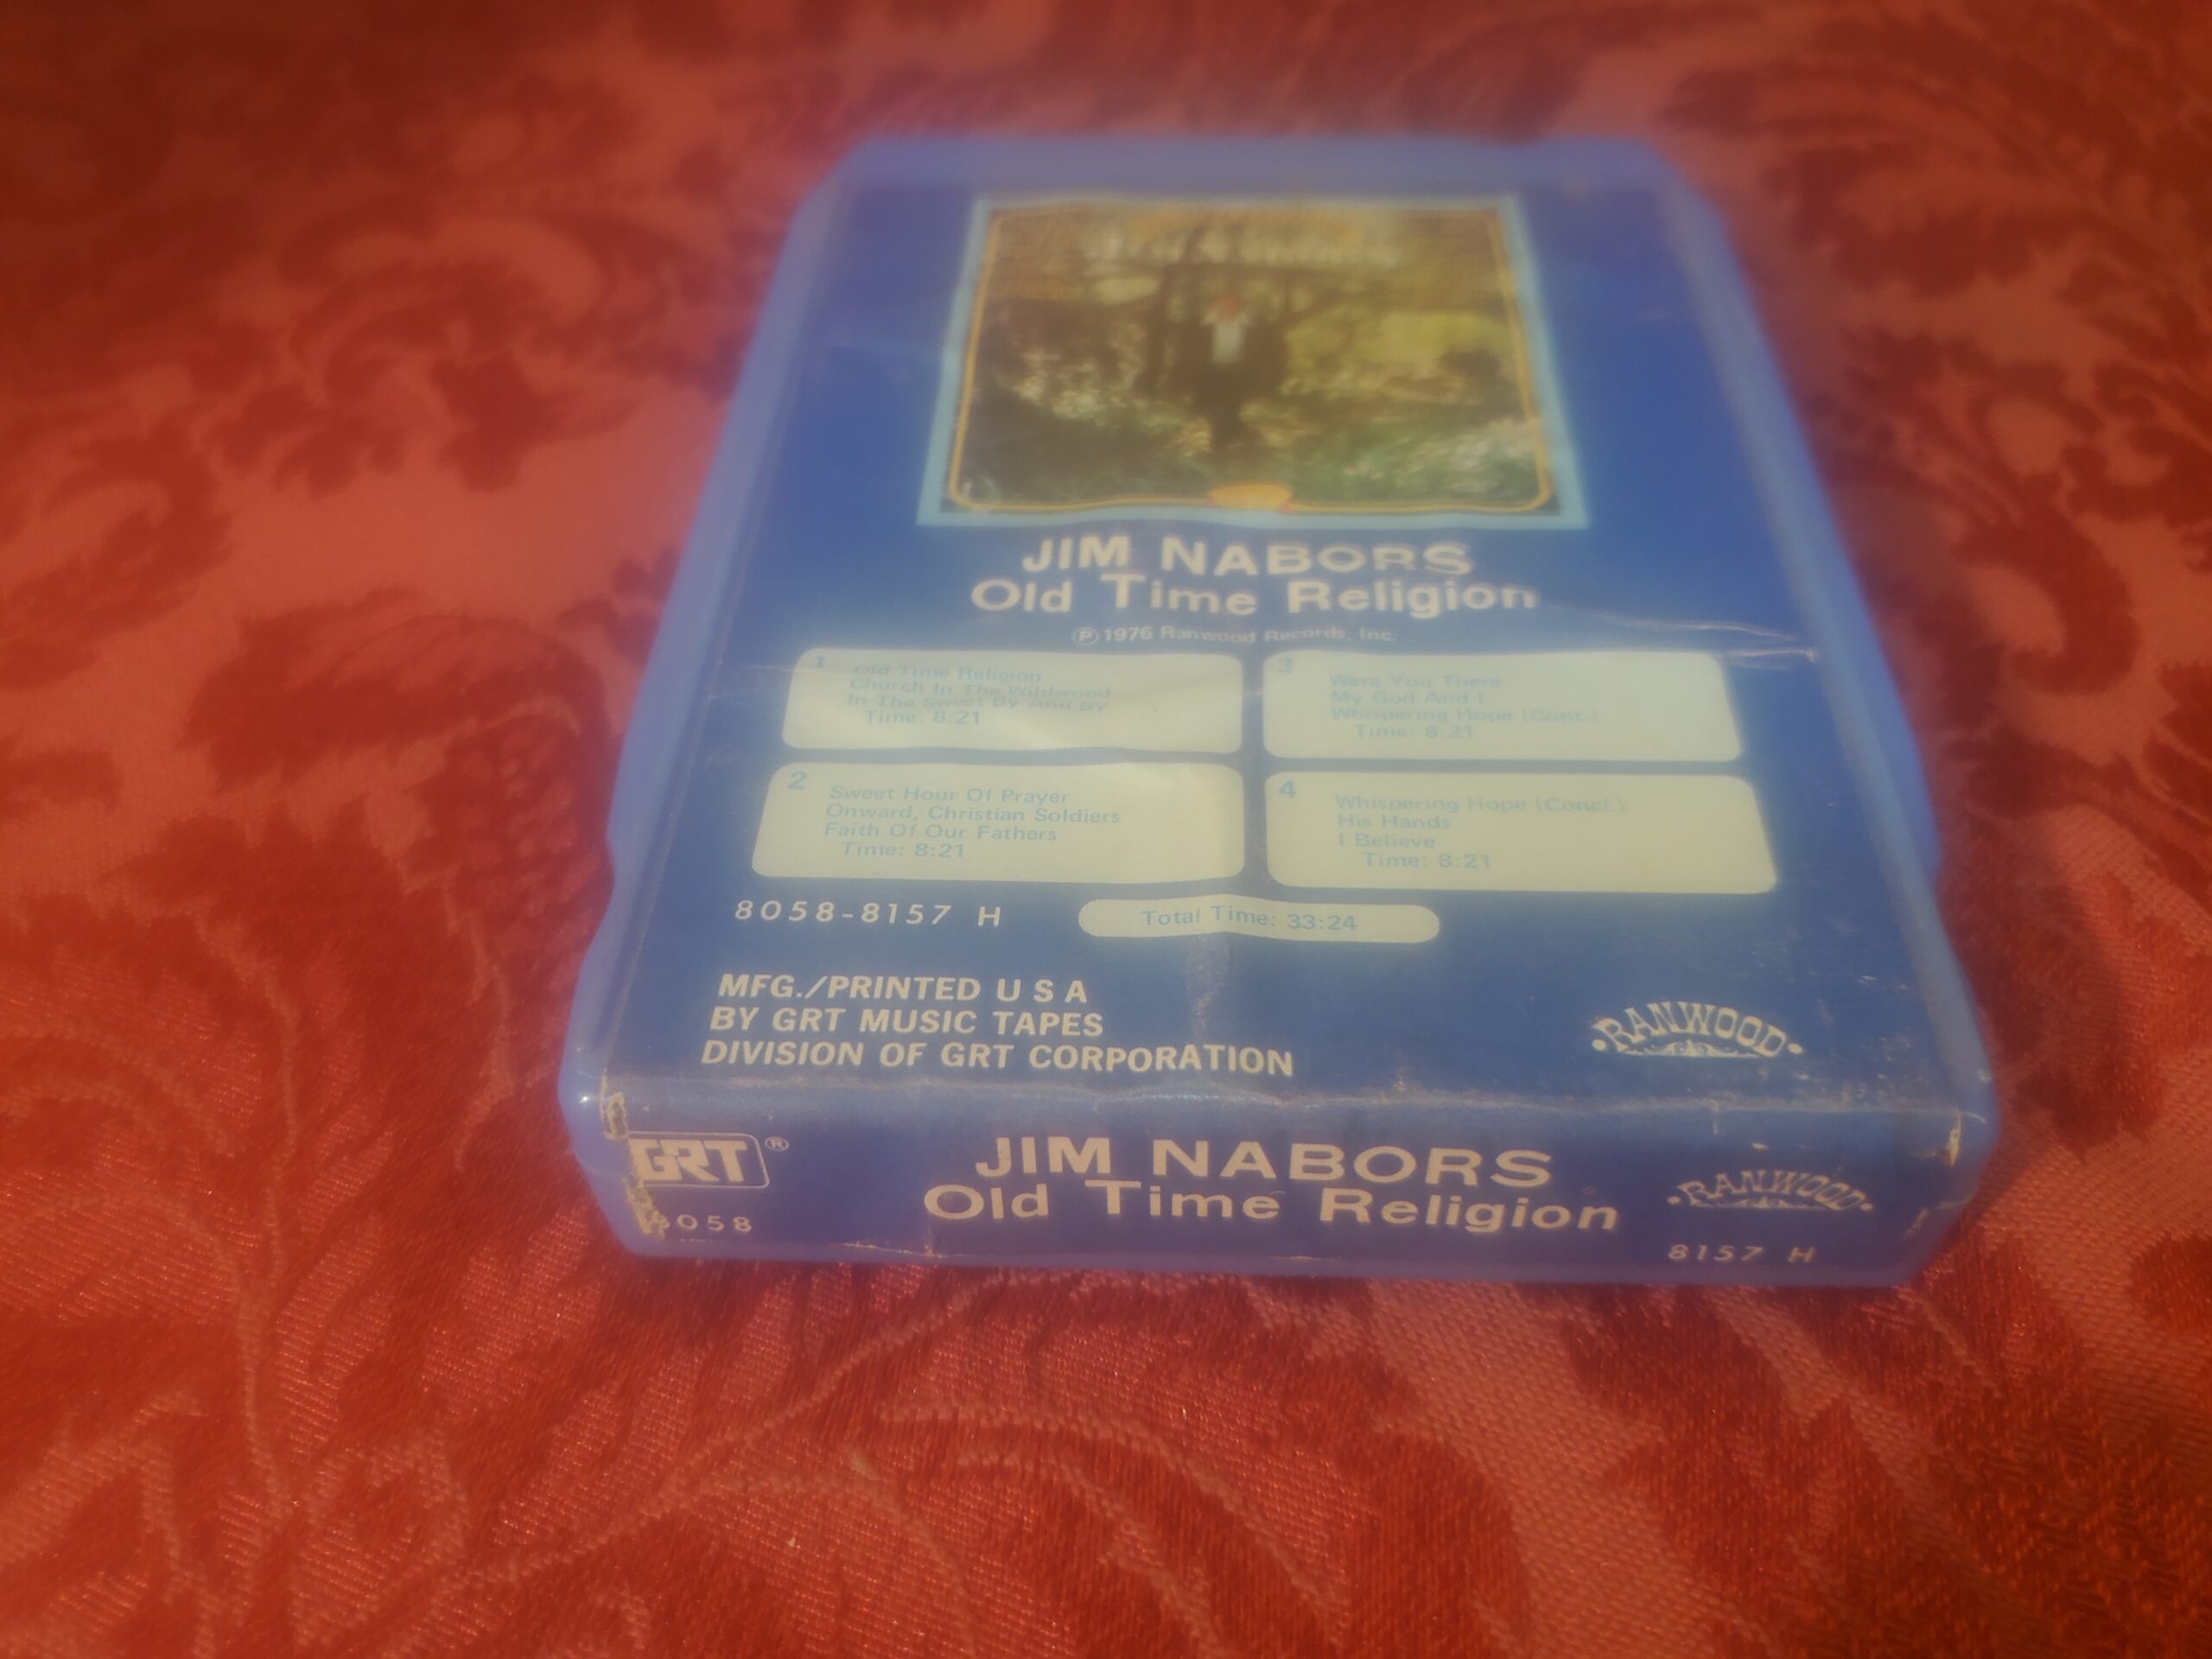 JIM NABORS
Old Time Religion
Ⓟ 1976 Ranwood Records, Inc.
1
Old Time Religion
Church In The Wildwood
In The Sweet By And By
Time: 8:21
2
Sweet Hour Of Prayer
Onward, Christian Soldiers
Faith Of Our Fathers
Time: 8:21
3
Were You There
My God And I
Whispering Hope (Cont.)
Time: 8:21
4
Whispering Hope (Concl.)
His Hands
I Believe
Time: 8:21
8058-8157 H
Total Time: 33:24
MFG./PRINTED U S A
BY GRT MUSIC TAPES
DIVISION OF GRT CORPORATION
RANWOOD
GRT®
8058
JIM NABORS
Old Time Religion
RANWOOD
8157 H